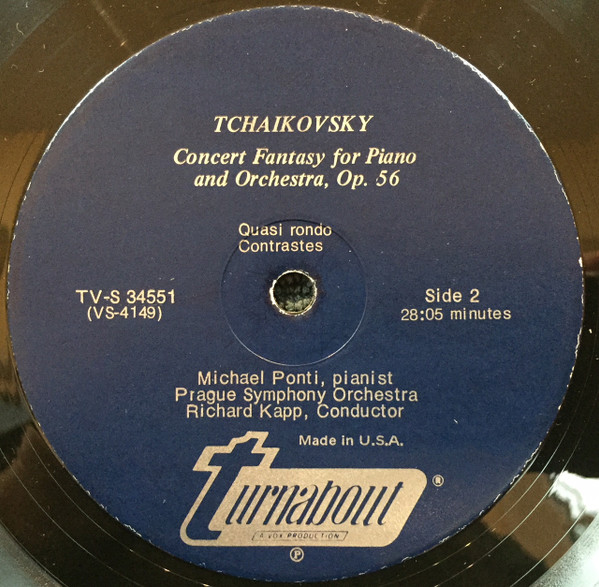 TCHAIKOVSKY
Concert Fantasy for Piano
and Orchestra, Op. 56
Quasi rondo
Contrastes
TV-S 34551
(VS-4149)
Side 2
28:05 minutes
Michael Ponti, pianist
Prague Symphony Orchestra
Richard Kapp, Conductor
Made in U.S.A.
turnabout ®
A VOX PRODUCTION
℗